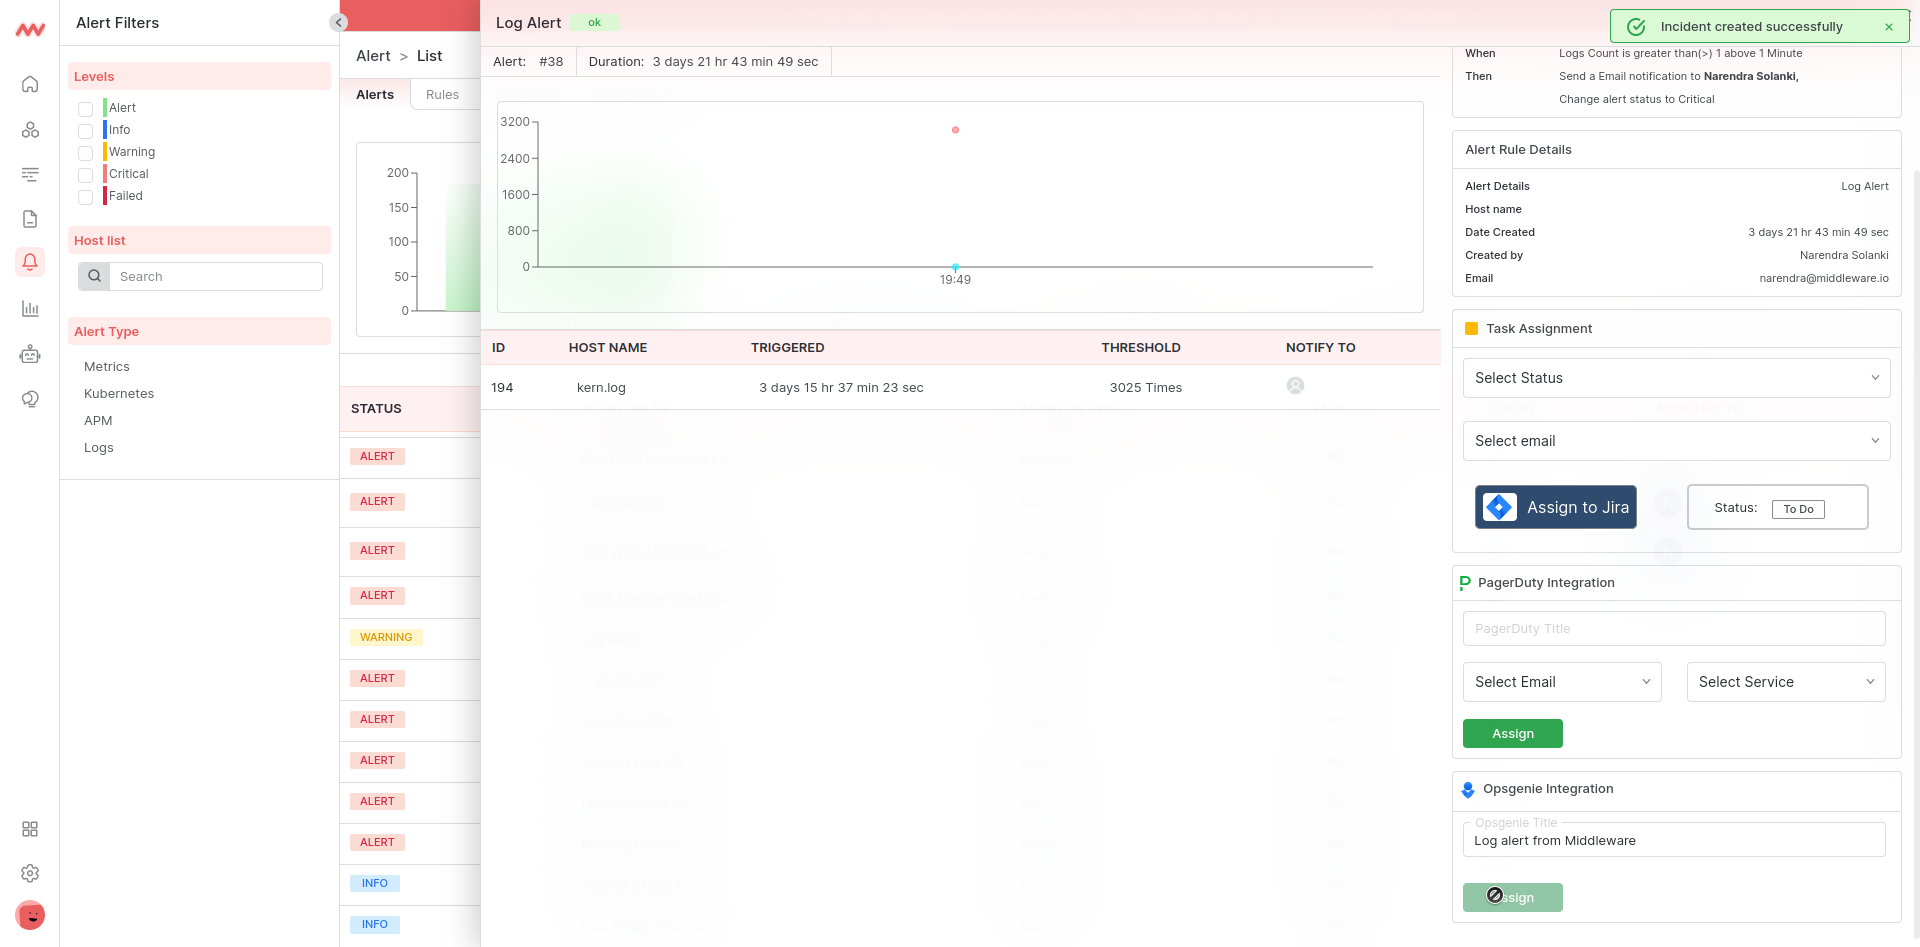 Alert Filters
Levels
Alert
Info
Warning
Critical
Failed
Host list
Search
Alert Type
Metrics
Kubernetes
APM
Logs
Alert > List
Alerts
Rules
200
150
100
50
0
STATUS
ALERT
ALERT
ALERT
ALERT
WARNING
ALERT
ALERT
ALERT
ALERT
ALERT
INFO
INFO
Log Alert ok
Alert: #38
Duration: 3 days 21 hr 43 min 49 sec
3200
2400
1600
800
0
19:49
ID HOST NAME TRIGGERED THRESHOLD NOTIFY TO
194 kern.log 3 days 15 hr 37 min 23 sec 3025 Times
Incident created successfully ×
When Logs Count is greater than(>) 1 above 1 Minute
Then Send a Email notification to Narendra Solanki,
Change alert status to Critical
Alert Rule Details
Alert Details Log Alert
Host name
Date Created 3 days 21 hr 43 min 49 sec
Created by Narendra Solanki
Email narendra@middleware.io
Task Assignment
Select Status
Select email
Assign to Jira
Status: To Do
PagerDuty Integration
PagerDuty Title
Select Email
Select Service
Assign
Opsgenie Integration
Opsgenie Title
Log alert from Middleware